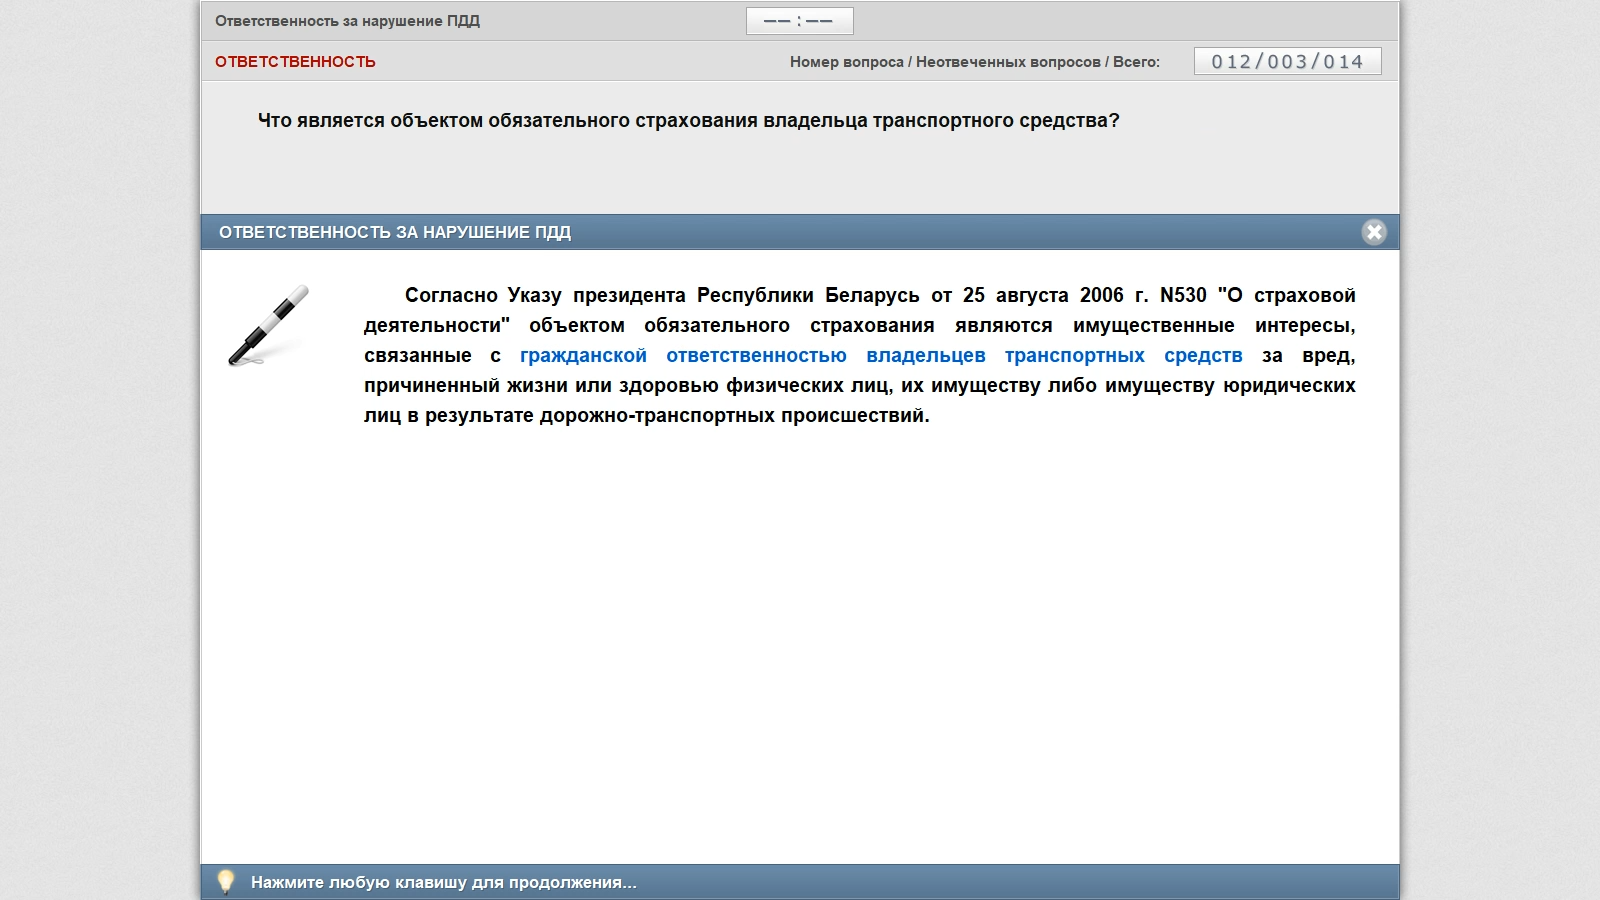 Ответственность за нарушение ПДД
––:––
ОТВЕТСТВЕННОСТЬ
Номер вопроса / Неотвеченных вопросов / Всего:
012/003/014
Что является объектом обязательного страхования владельца транспортного средства?
ОТВЕТСТВЕННОСТЬ ЗА НАРУШЕНИЕ ПДД
Согласно Указу президента Республики Беларусь от 25 августа 2006 г. N530 "О страховой
деятельности" объектом обязательного страхования являются имущественные интересы,
связанные с гражданской ответственностью владельцев транспортных средств за вред,
причиненный жизни или здоровью физических лиц, их имуществу либо имуществу юридических
лиц в результате дорожно-транспортных происшествий.
Нажмите любую клавишу для продолжения...